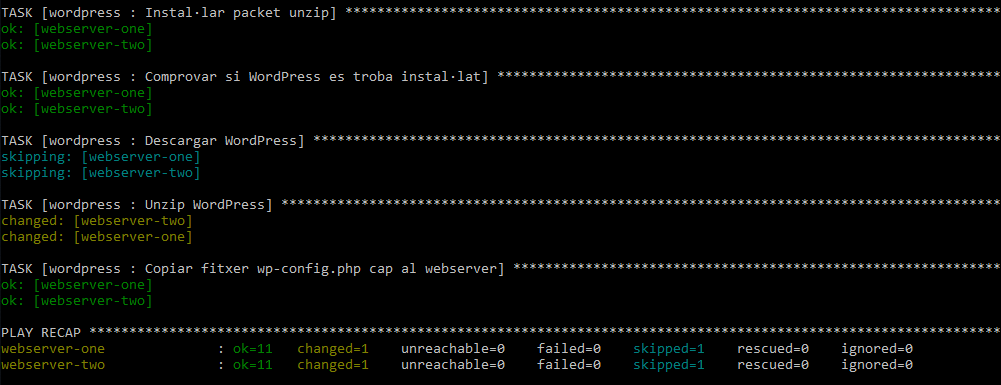 TASK [wordpress : Instal·lar packet unzip] **********************************************************************************
ok: [webserver-one]
ok: [webserver-two]
TASK [wordpress : Comprovar si WordPress es troba instal·lat] ***************************************************************
ok: [webserver-one]
ok: [webserver-two]
TASK [wordpress : Descargar WordPress] **************************************************************************************
skipping: [webserver-one]
skipping: [webserver-two]
TASK [wordpress : Unzip WordPress] ******************************************************************************************
changed: [webserver-two]
changed: [webserver-one]
TASK [wordpress : Copiar fitxer wp-config.php cap al webserver] *************************************************************
ok: [webserver-one]
ok: [webserver-two]
PLAY RECAP ******************************************************************************************************************
webserver-one              : ok=11   changed=1    unreachable=0    failed=0    skipped=1    rescued=0    ignored=0
webserver-two              : ok=11   changed=1    unreachable=0    failed=0    skipped=1    rescued=0    ignored=0